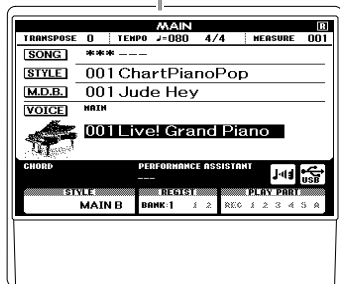 MAIN R
TRANSPOSE 0 TEMPO ♩=080 4/4 MEASURE 001
SONG *** ---
STYLE 001 ChartPianoPop
M.D.B. 001 Jude Hey
VOICE MAIN
001 Live! Grand Piano
CHORD PERFORMANCE ASSISTANT
---
USB
STYLE REGIST PLAY PART
MAIN B BANK:1 1 2 REC 1 2 3 4 5 A